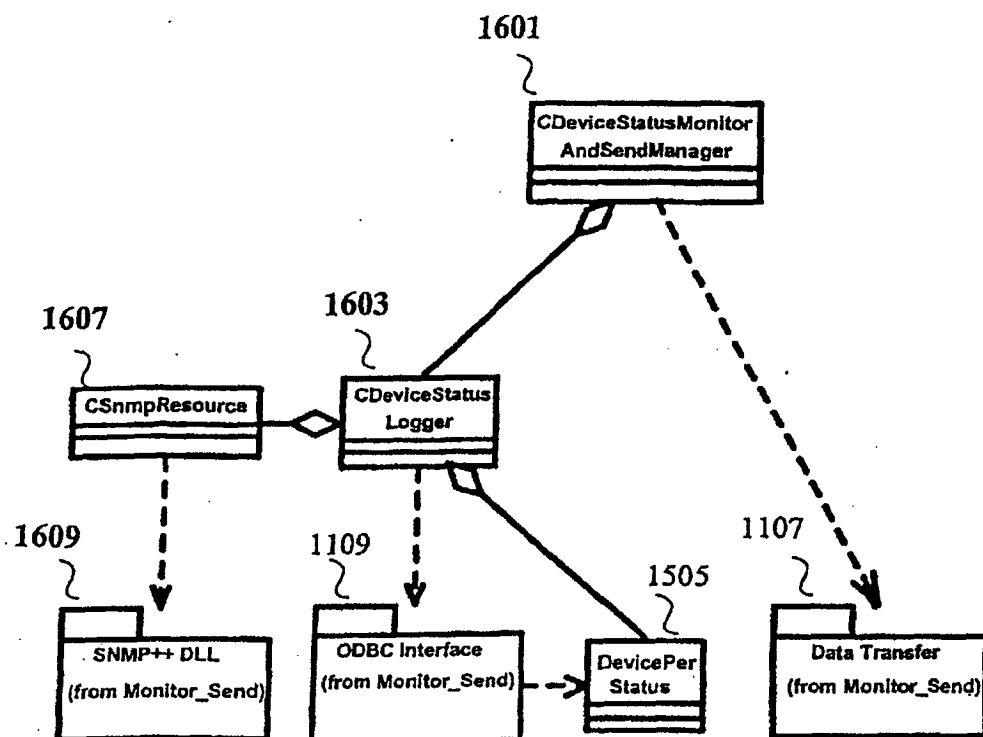 1601
CDeviceStatusMonitor
AndSendManager
1607
1603
CSnmpResource
CDeviceStatus
Logger
1609
1109
1505
1107
SNMP++ DLL
(from Monitor_Send)
ODBC Interface
(from Monitor_Send)
DevicePer
Status
Data Transfer
(from Monitor_Send)